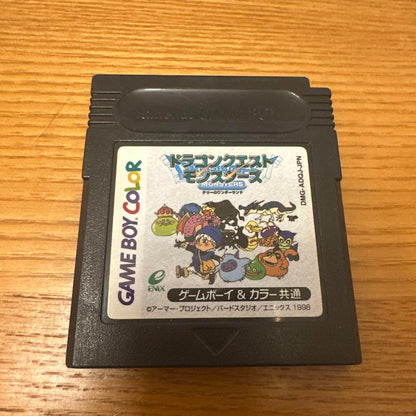 ドラゴンクエスト
モンスターズ
MONSTERS
テリーのワンダーランド
GAME BOY COLOR
DMG-ADQJ-JPN
ENIX
ゲームボーイ & カラー 共通
©アーマー・プロジェクト／バードスタジオ／エニックス 1998